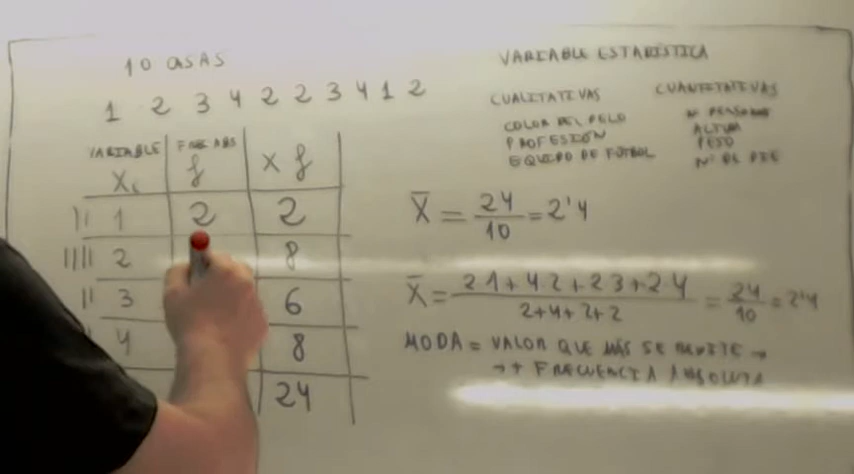 10 CASAS
1 2 3 4 2 2 3 4 1 2
VARIABLE FREC ABS
Xi f X f
|| 1 2 2
|||| 2 8
|| 3 6
4 8
24
VARIABLE ESTADÍSTICA
CUALITATIVAS CUANTITATIVAS
COLOR DEL PELO Nº PERSONAS
PROFESIÓN ALTURA
EQUIPO DE FUTBOL PESO
Nº DE PIE
X̄ = 24/10 = 2'4
X̄ = 2·1+4·2+2·3+2·4 / 2+4+2+2 = 24/10 = 2'4
MODA = VALOR QUE MÁS SE REPITE →
→ + FRECUENCIA ABSOLUTA